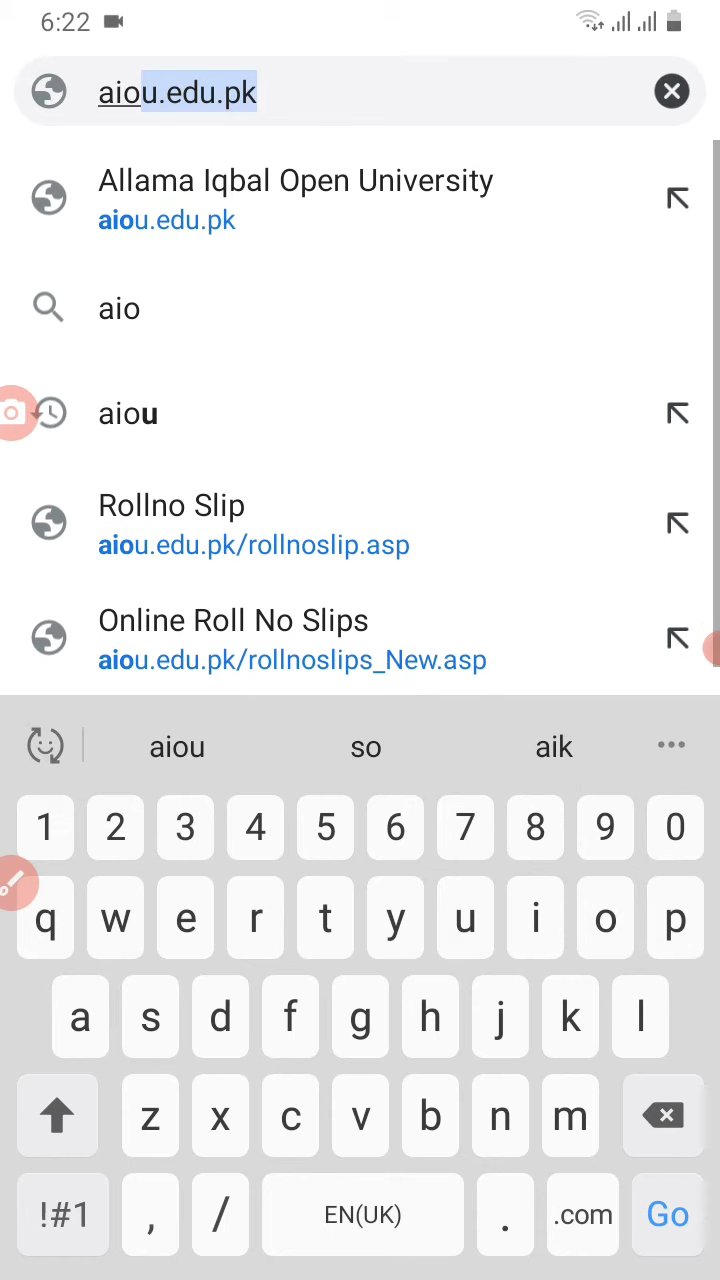 6:22
aiou.edu.pk
Allama Iqbal Open University
aiou.edu.pk
aio
aiou
Rollno Slip
aiou.edu.pk/rollnoslip.asp
Online Roll No Slips
aiou.edu.pk/rollnoslips_New.asp
aiou so aik
1 2 3 4 5 6 7 8 9 0
q w e r t y u i o p
a s d f g h j k l
z x c v b n m
!#1 , / EN(UK) . .com Go